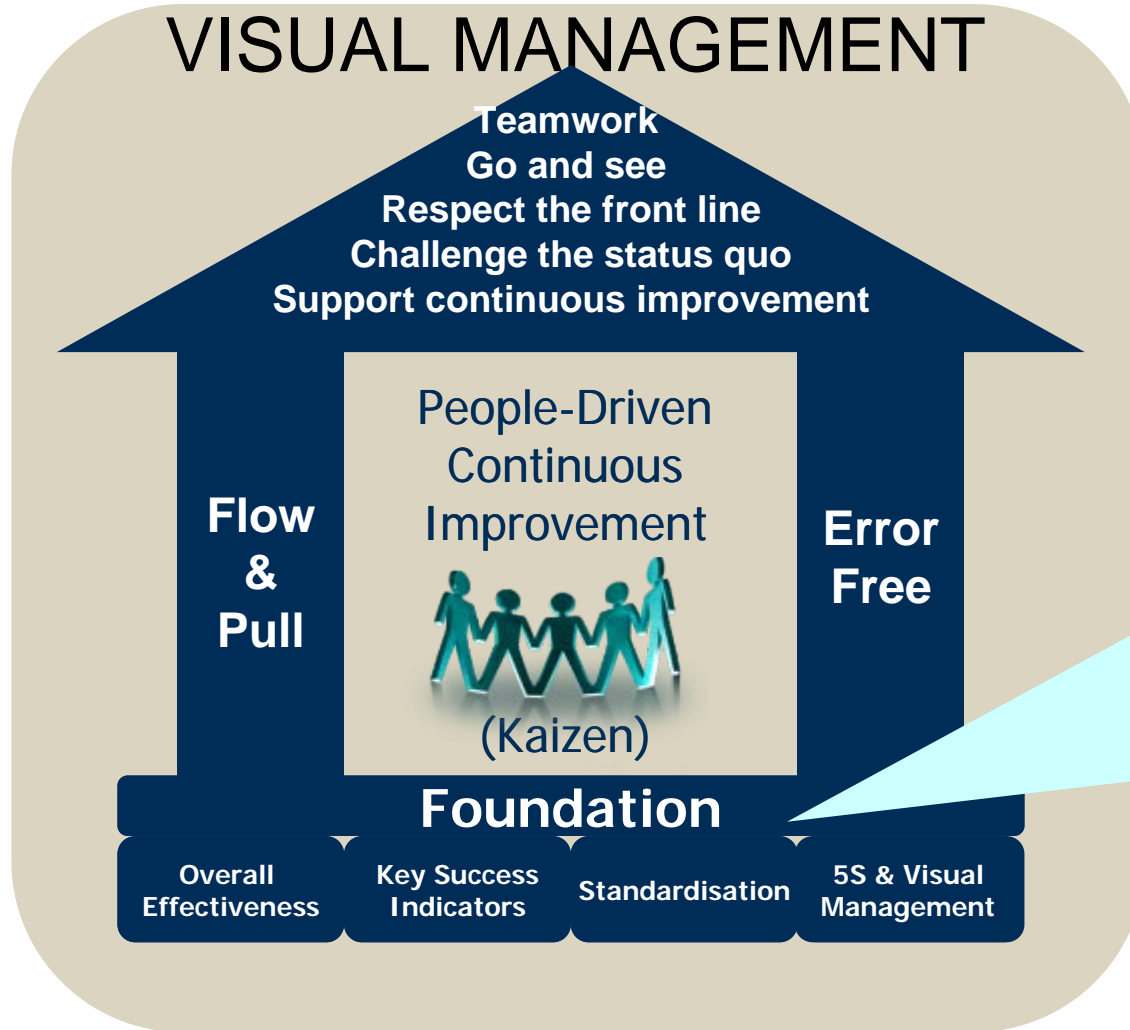 VISUAL MANAGEMENT
Teamwork
Go and see
Respect the front line
Challenge the status quo
Support continuous improvement
People-Driven
Continuous
Improvement
(Kaizen)
Flow
&
Pull
Error
Free
Foundation
Overall
Effectiveness
Key Success
Indicators
Standardisation
5S & Visual
Management